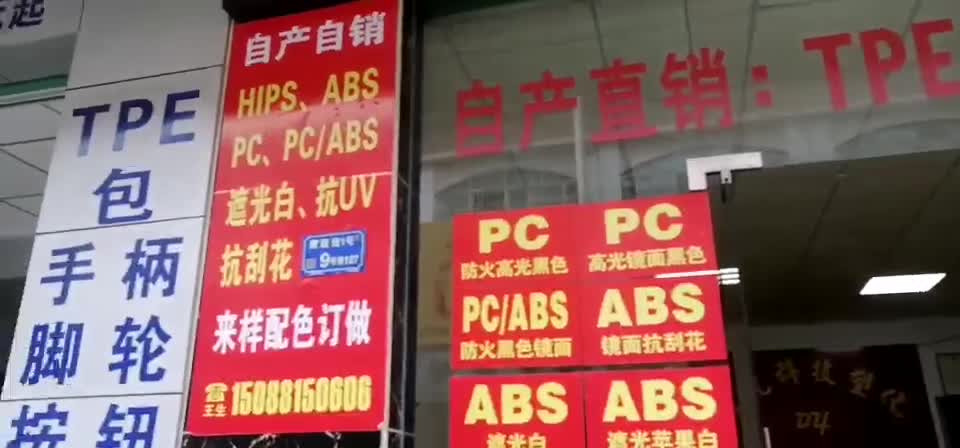 起
TPE
包
手柄
脚轮
按钮
自产自销
HIPS、ABS
PC、PC/ABS
遮光白、抗UV
抗刮花
来样配色订做
☎王生 15088150606
自产直销：TPE
PC
防火高光黑色
PC
高光镜面黑色
PC/ABS
防火黑色镜面
ABS
镜面抗刮花
ABS
遮光白
ABS
遮光苹果白